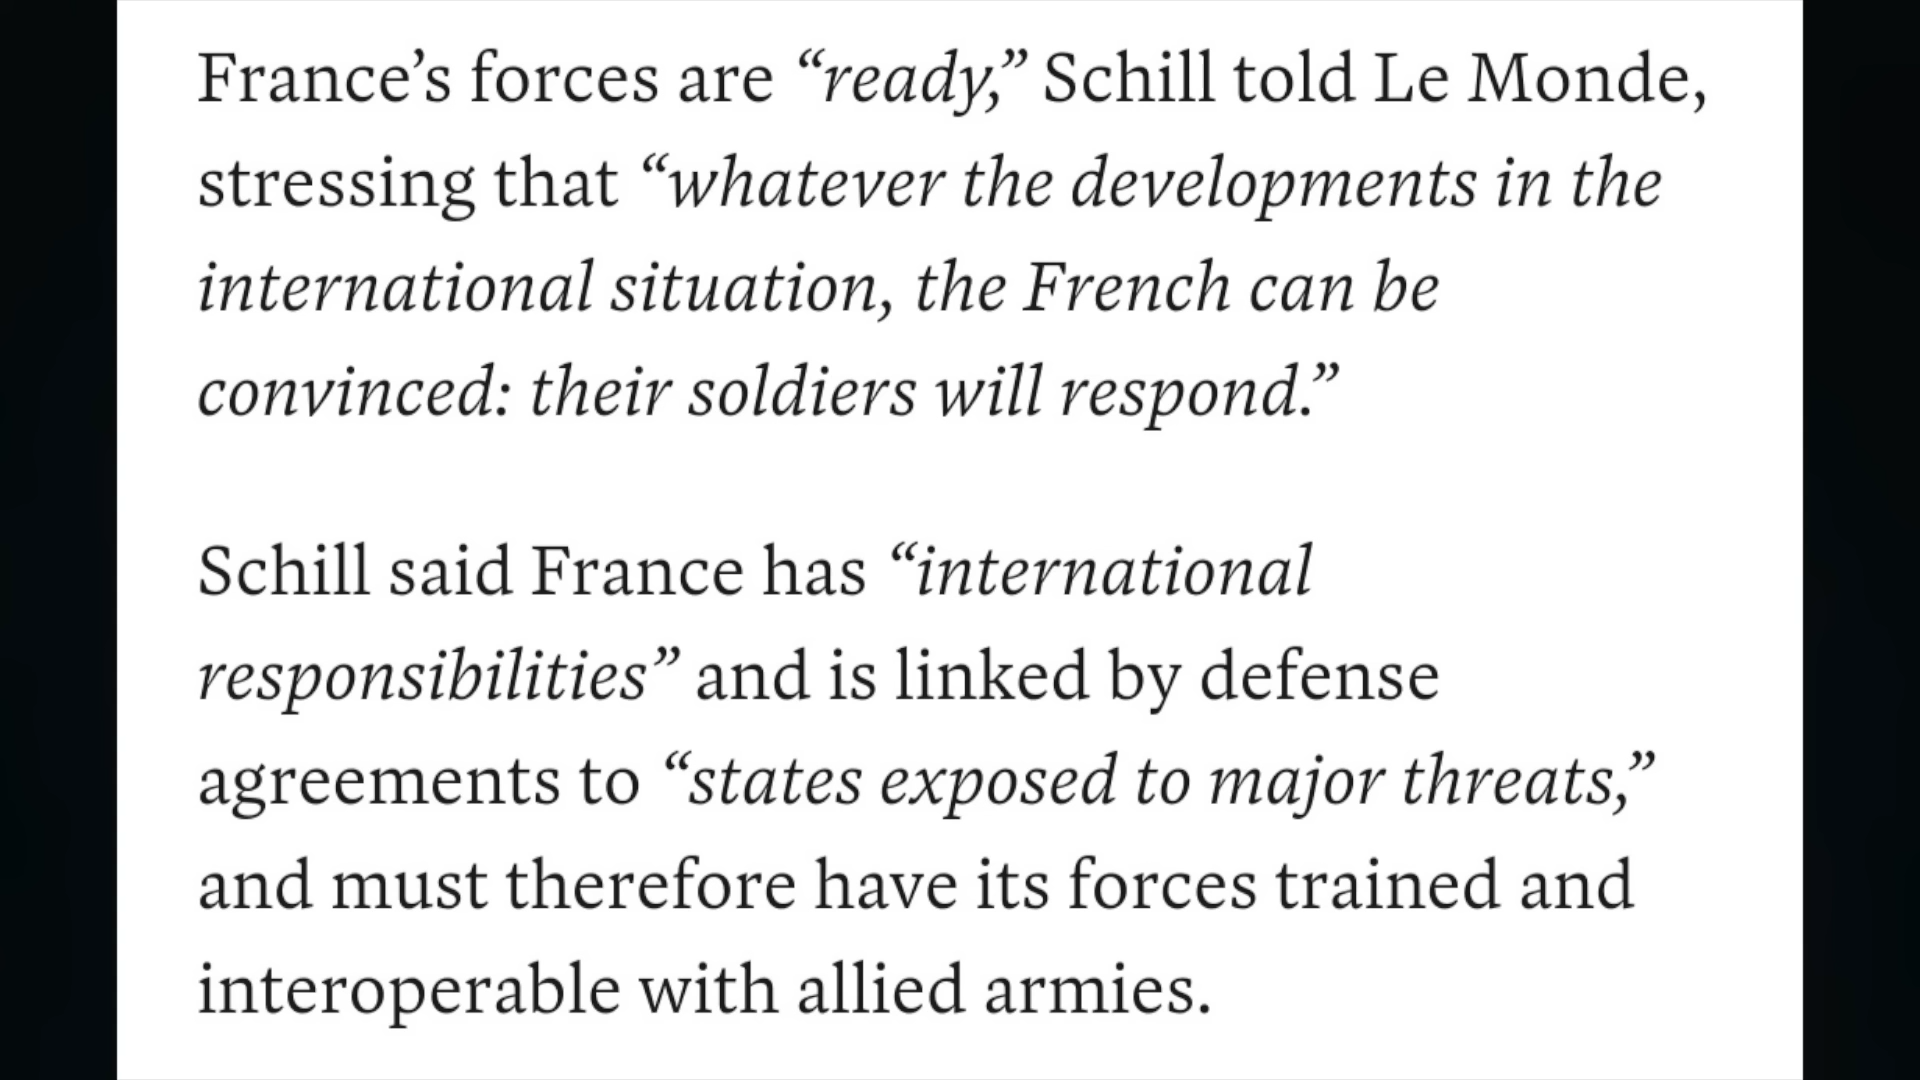 France’s forces are “ready,” Schill told Le Monde,
stressing that “whatever the developments in the
international situation, the French can be
convinced: their soldiers will respond.”
Schill said France has “international
responsibilities” and is linked by defense
agreements to “states exposed to major threats,”
and must therefore have its forces trained and
interoperable with allied armies.